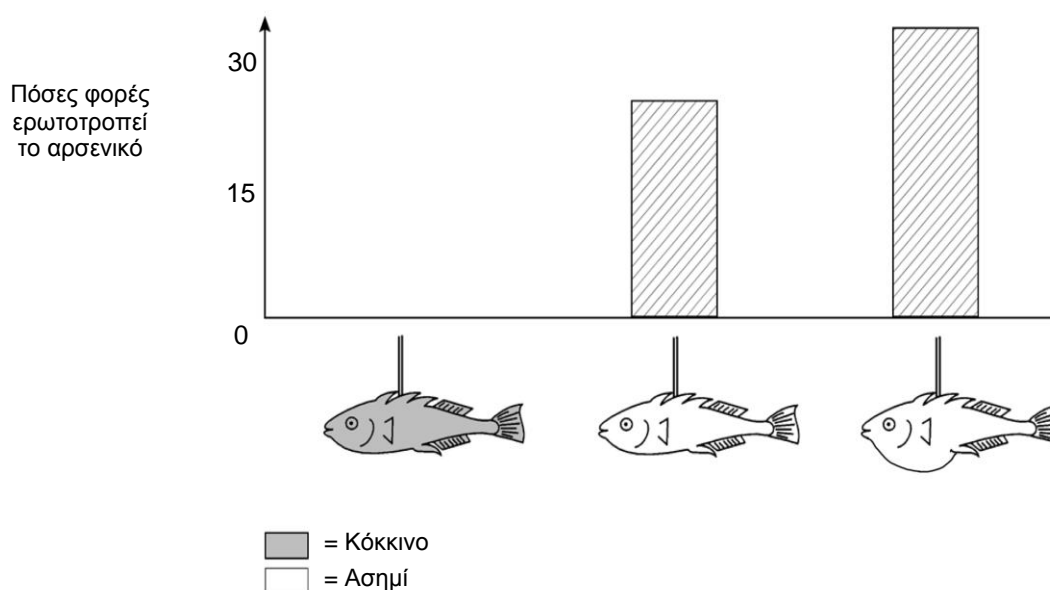 30
Πόσες φορές
ερωτοτροπεί
το αρσενικό
15
0
= Κόκκινο
= Ασημί